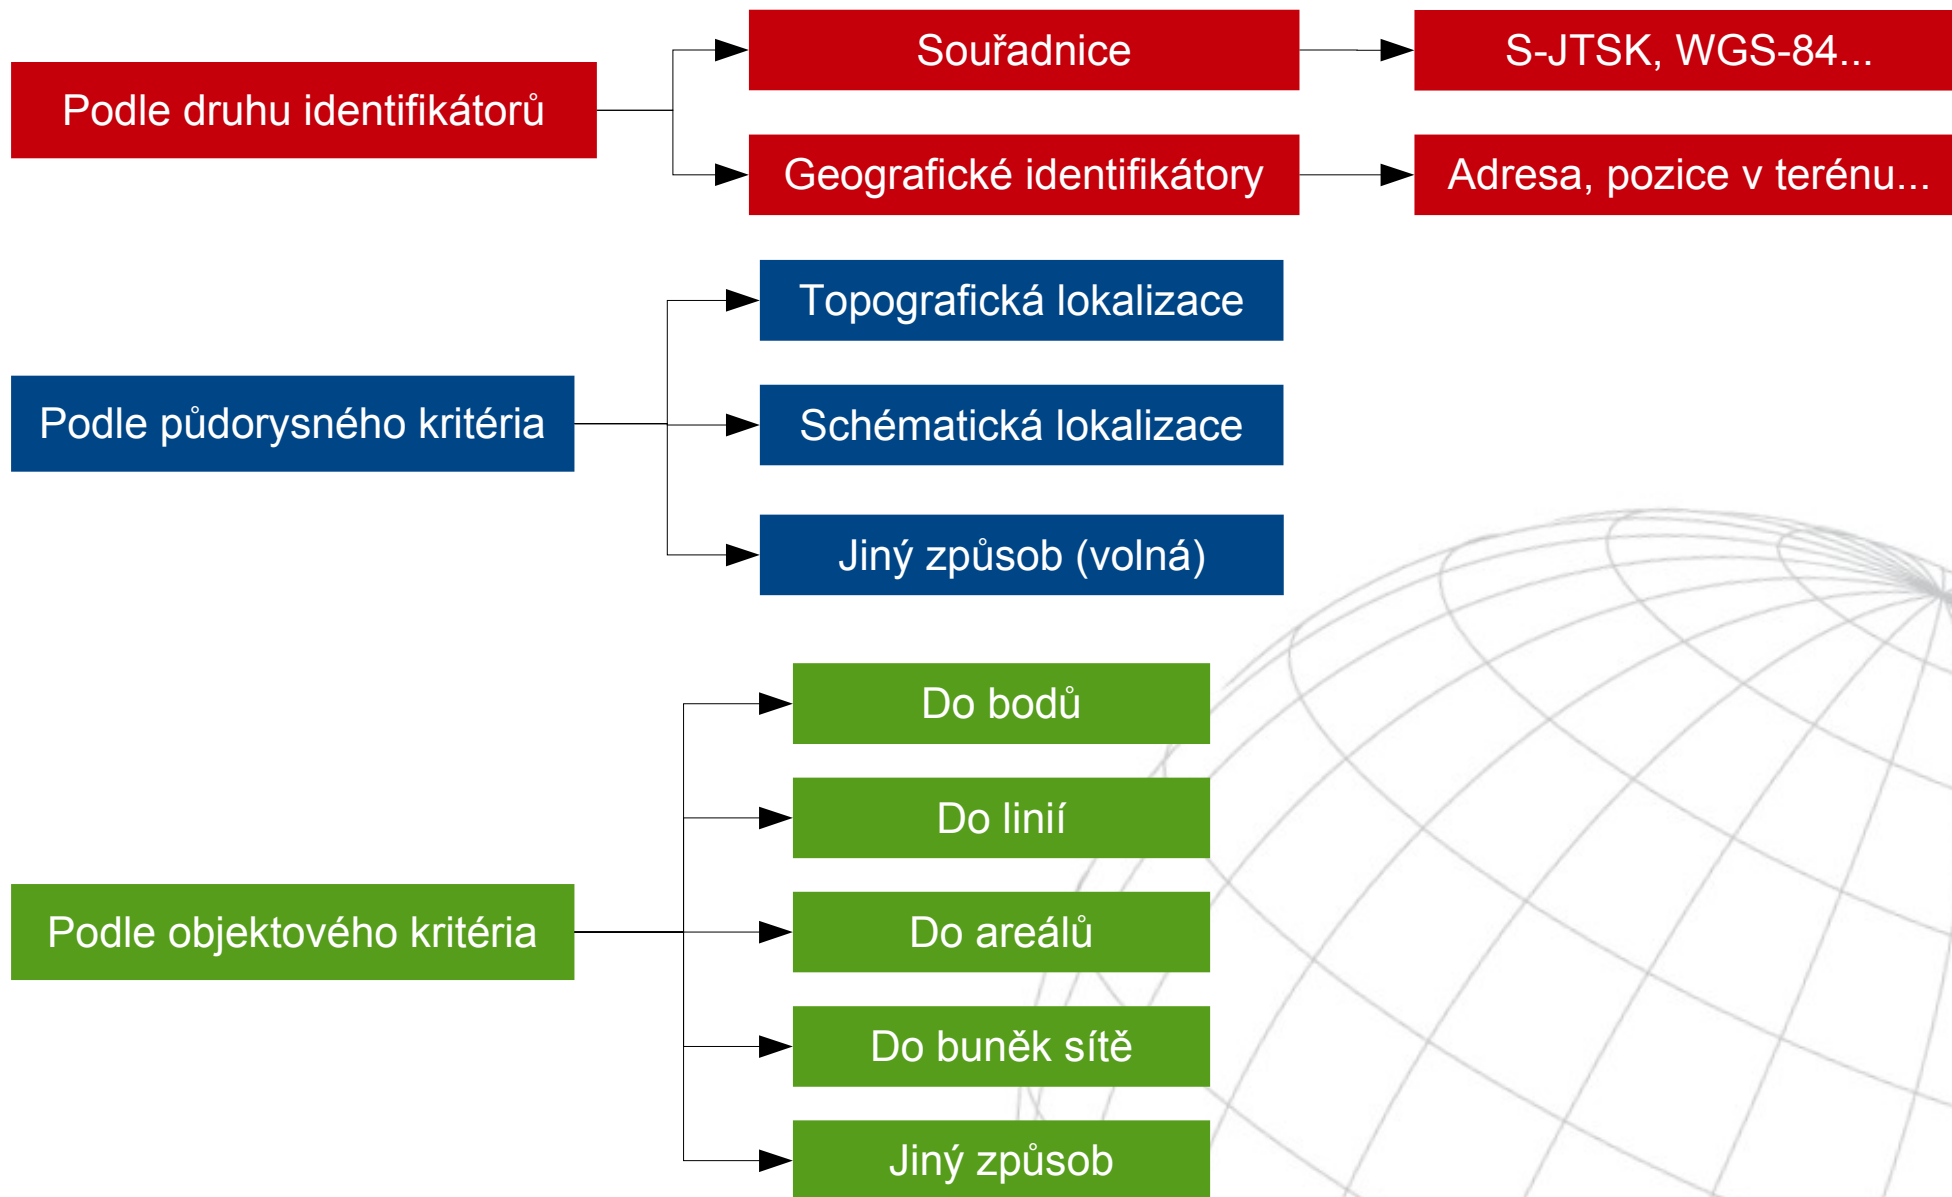 Podle druhu identifikátorů
Souřadnice
S-JTSK, WGS-84...
Geografické identifikátory
Adresa, pozice v terénu...
Podle půdorysného kritéria
Topografická lokalizace
Schématická lokalizace
Jiný způsob (volná)
Podle objektového kritéria
Do bodů
Do linií
Do areálů
Do buněk sítě
Jiný způsob